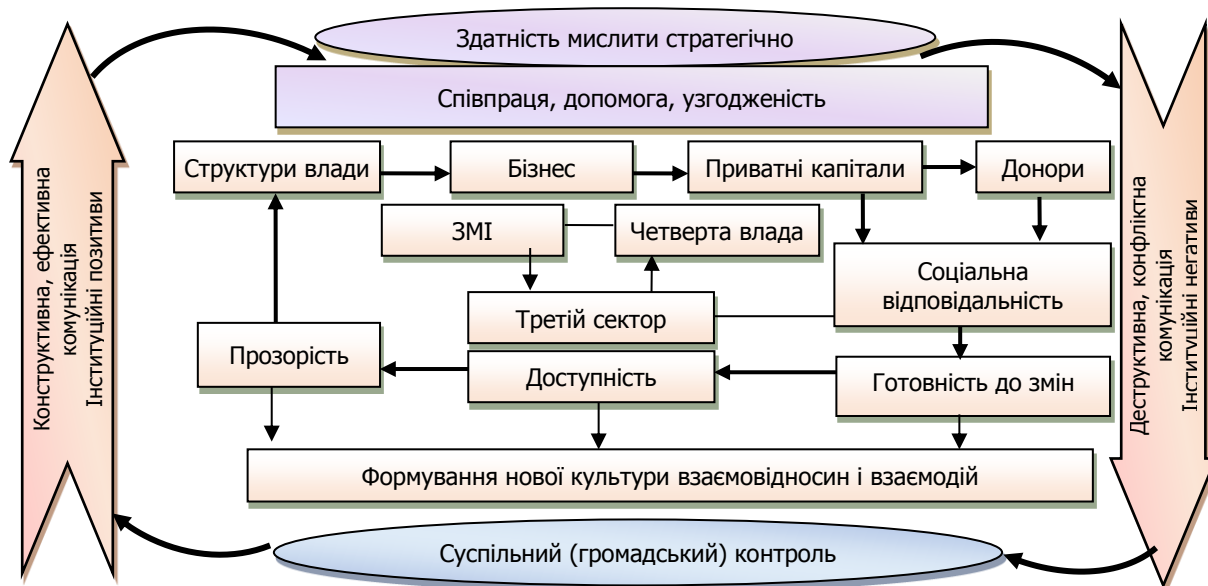 Здатність мислити стратегічно
Співпраця, допомога, узгодженість
Структури влади
Бізнес
Приватні капітали
Донори
ЗМІ
Четверта влада
Соціальна
відповідальність
Третій сектор
Прозорість
Доступність
Готовність до змін
Формування нової культури взаємовідносин і взаємодій
Суспільний (громадський) контроль
Конструктивна, ефективна
комунікація
Інституційні позитиви
Деструктивна, конфліктна
комунікація
Інституційні негативи